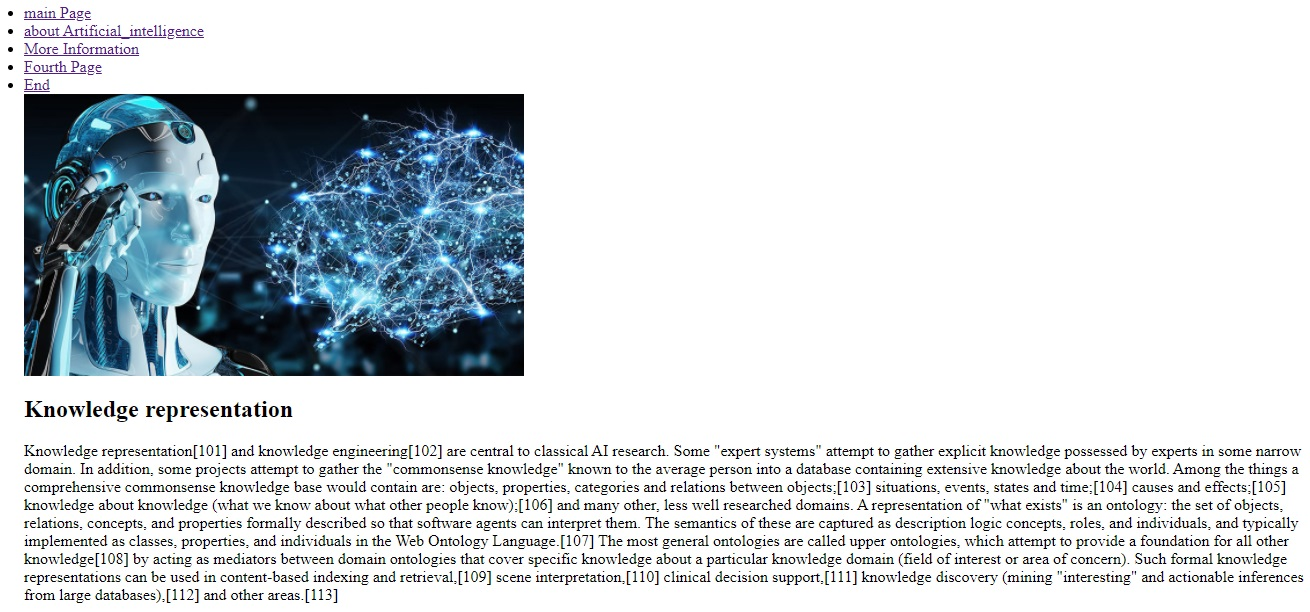 main Page
about Artificial_intelligence
More Information
Fourth Page
End
Knowledge representation
Knowledge representation[101] and knowledge engineering[102] are central to classical AI research. Some "expert systems" attempt to gather explicit knowledge possessed by experts in some narrow
domain. In addition, some projects attempt to gather the "commonsense knowledge" known to the average person into a database containing extensive knowledge about the world. Among the things a
comprehensive commonsense knowledge base would contain are: objects, properties, categories and relations between objects;[103] situations, events, states and time;[104] causes and effects;[105]
knowledge about knowledge (what we know about what other people know);[106] and many other, less well researched domains. A representation of "what exists" is an ontology: the set of objects,
relations, concepts, and properties formally described so that software agents can interpret them. The semantics of these are captured as description logic concepts, roles, and individuals, and typically
implemented as classes, properties, and individuals in the Web Ontology Language.[107] The most general ontologies are called upper ontologies, which attempt to provide a foundation for all other
knowledge[108] by acting as mediators between domain ontologies that cover specific knowledge about a particular knowledge domain (field of interest or area of concern). Such formal knowledge
representations can be used in content-based indexing and retrieval,[109] scene interpretation,[110] clinical decision support,[111] knowledge discovery (mining "interesting" and actionable inferences
from large databases),[112] and other areas.[113]